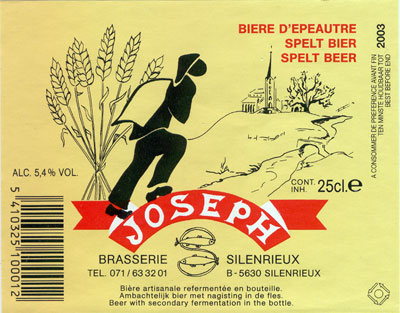 BIERE D'EPEAUTRE
SPELT BIER
SPELT BEER
2003
A CONSOMMER DE PREFERENCE AVANT FIN
TEN MINSTE HOUDBAAR TOT
BEST BEFORE END
ALC. 5,4% VOL.
CONT.
INH. 25cl.e
JOSEPH
BRASSERIE SILENRIEUX
TEL. 071 / 63 32 01 B - 5630 SILENRIEUX
Bière artisanale refermentée en bouteille.
Ambachtelijk bier met nagisting in de fles.
Beer with secondary fermentation in the bottle.
5 410325 100012